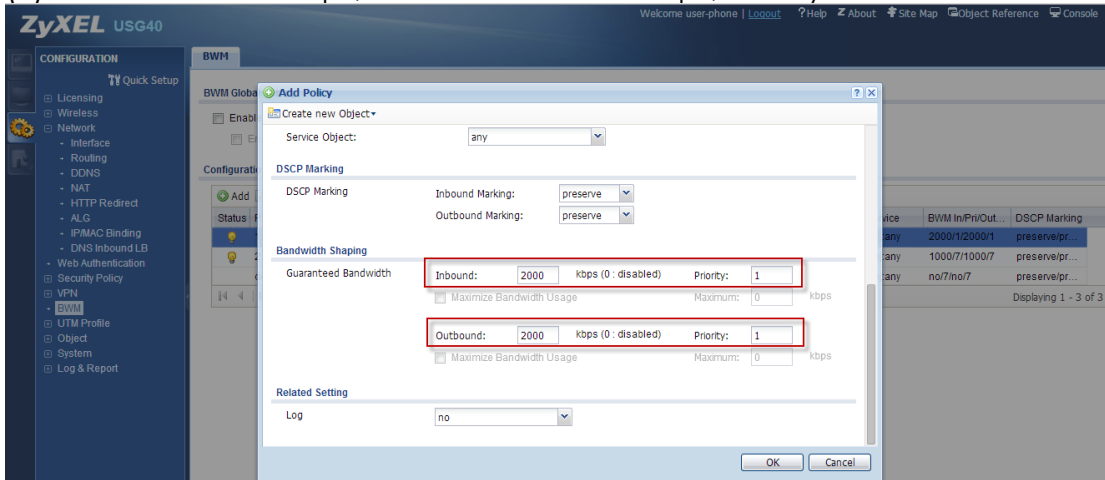 ZyXEL USG40
Welcome user-phone | Logout ?Help Z About Site Map Object Reference Console
CONFIGURATION
Quick Setup
Licensing
Wireless
Network
Interface
Routing
DDNS
NAT
HTTP Redirect
ALG
IP/MAC Binding
DNS Inbound LB
Web Authentication
Security Policy
VPN
BWM
UTM Profile
Object
System
Log & Report
BWM
BWM Globa
Enabl
Configurati
Add
Status
Add Policy
Create new Object
Service Object: any
DSCP Marking
DSCP Marking Inbound Marking: preserve
Outbound Marking: preserve
Bandwidth Shaping
Guaranteed Bandwidth Inbound: 2000 kbps (0 : disabled) Priority: 1
Maximize Bandwidth Usage Maximum: 0 kbps
Outbound: 2000 kbps (0 : disabled) Priority: 1
Maximize Bandwidth Usage Maximum: 0 kbps
Related Setting
Log no
OK Cancel
vice BWM In/Pri/Out... DSCP Marking
any 2000/1/2000/1 preserve/pr...
any 1000/7/1000/7 preserve/pr...
any no/7/no/7 preserve/pr...
Displaying 1 - 3 of 3